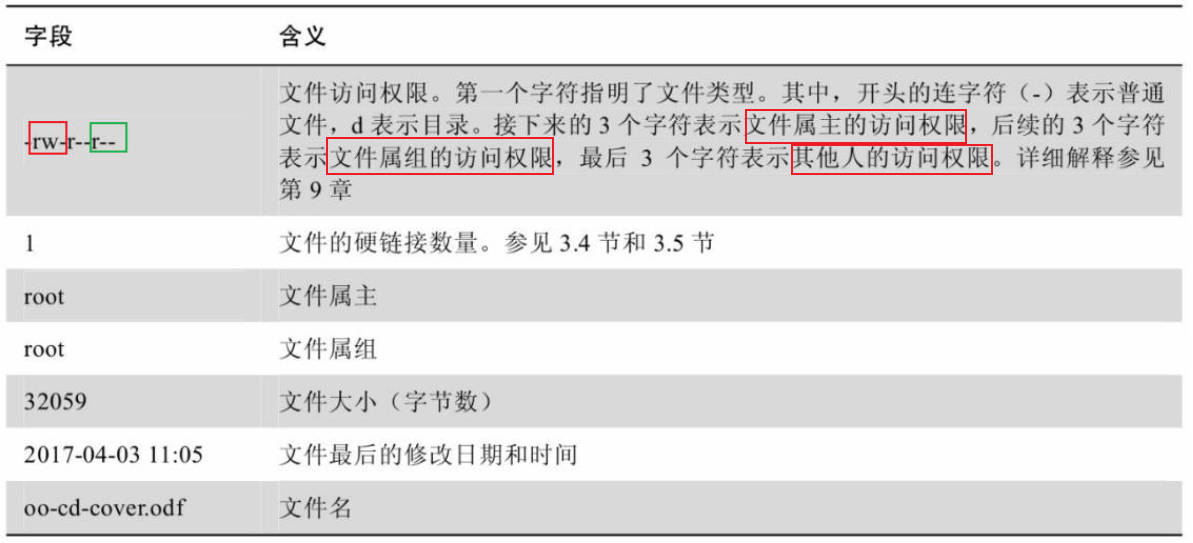 字段 含义
文件访问权限。第一个字符指明了文件类型。其中，开头的连字符（-）表示普通
文件，d 表示目录。接下来的 3 个字符表示文件属主的访问权限，后续的 3 个字符
-rw-r--r--
表示文件属组的访问权限，最后 3 个字符表示其他人的访问权限。详细解释参见
第 9 章
1 文件的硬链接数量。参见 3.4 节和 3.5 节
root 文件属主
root 文件属组
32059 文件大小（字节数）
2017-04-03 11:05 文件最后的修改日期和时间
oo-cd-cover.odf 文件名